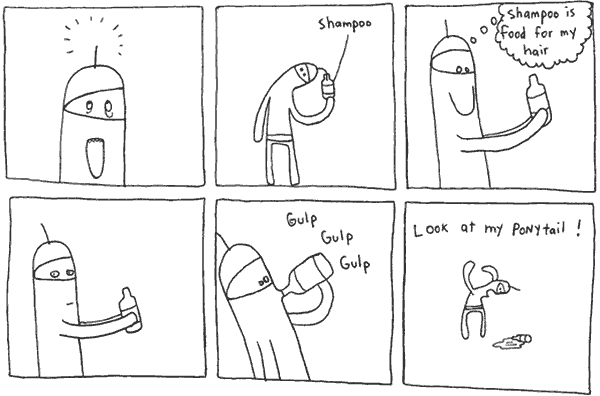 Shampoo
Shampoo is
food for my
hair
Gulp
Gulp
Gulp
Look at my Ponytail !